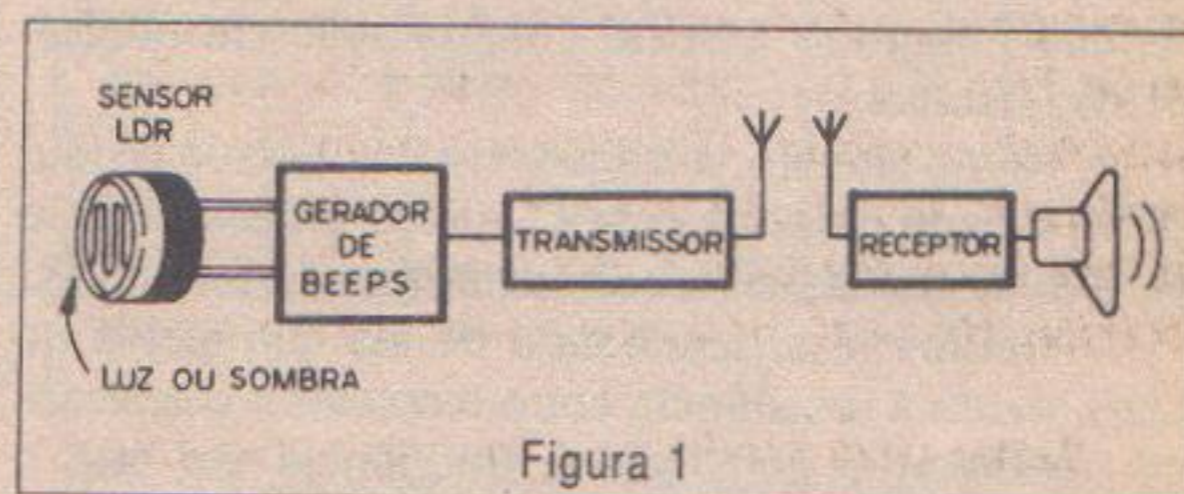 SENSOR
LDR
GERADOR
DE
BEEPS
TRANSMISSOR
RECEPTOR
LUZ OU SOMBRA
Figura 1